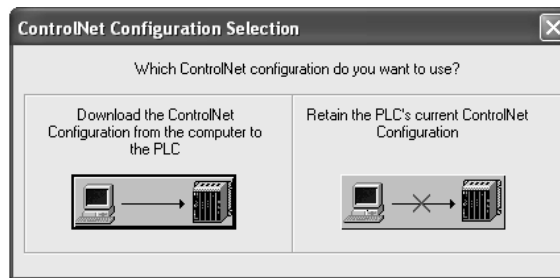 ControlNet Configuration Selection
Which ControlNet configuration do you want to use?
Download the ControlNet
Configuration from the computer to
the PLC
Retain the PLC's current ControlNet
Configuration